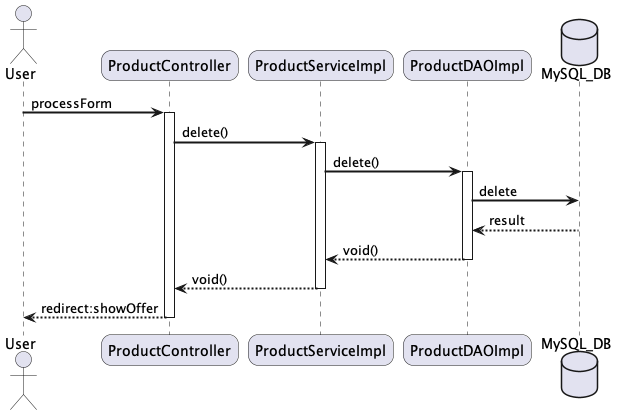 User
ProductController
ProductServiceImpl
ProductDAOImpl
MySQL_DB
processForm
delete()
delete()
delete
result
void()
void()
redirect:showOffer
User
ProductController
ProductServiceImpl
ProductDAOImpl
MySQL_DB